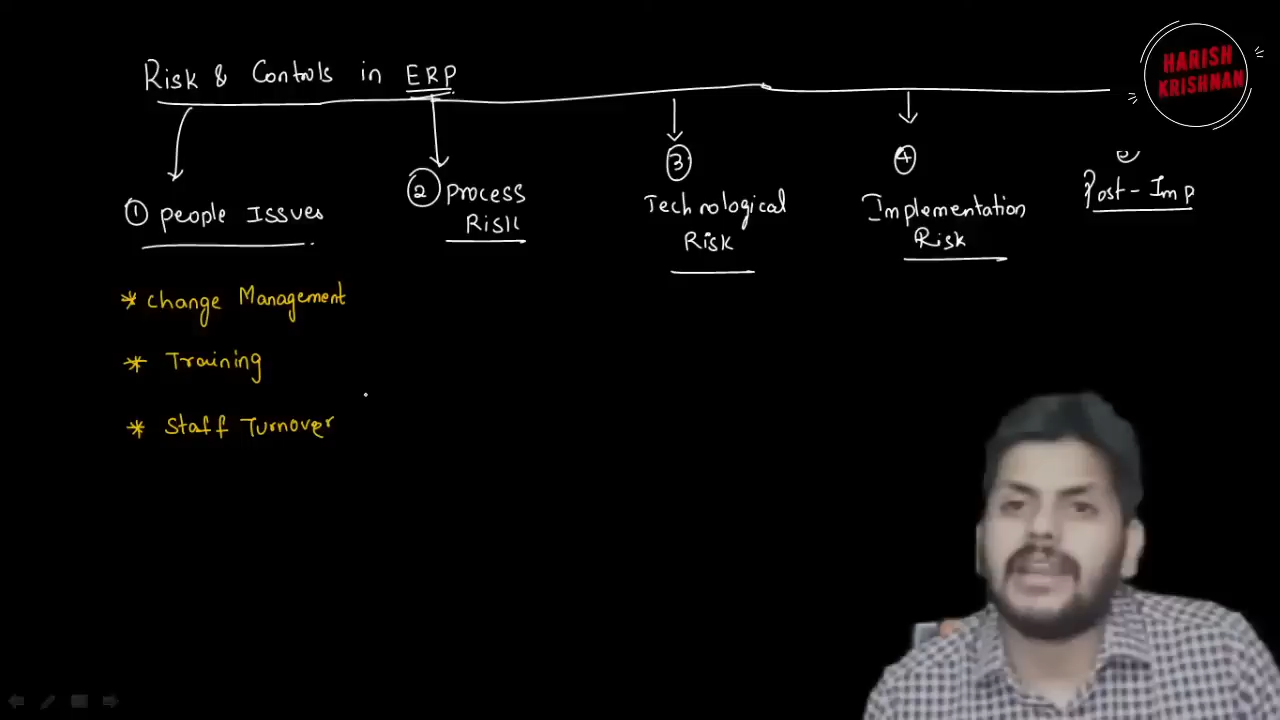 Risk & Controls in ERP
HARISH
KRISHNAN
① People Issues
② Process
Risk
③
Technological
Risk
④
Implementation
Risk
Post-Imp
* Change Management
* Training
* Staff Turnover